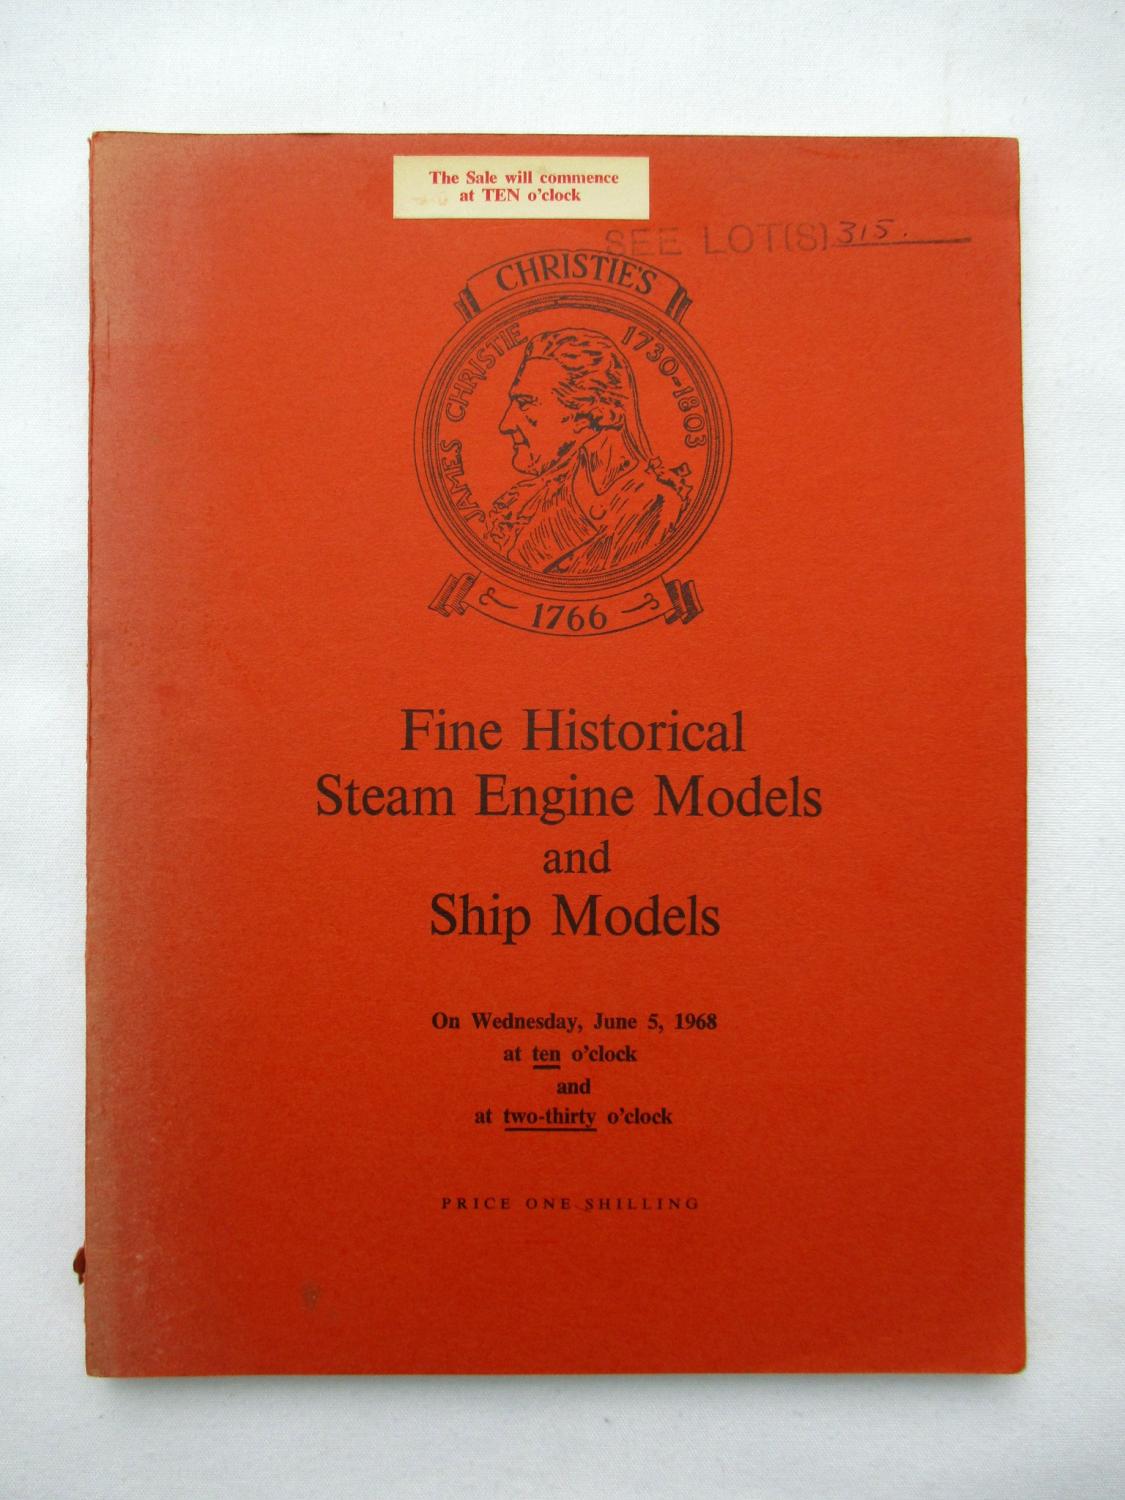 The Sale will commence
at TEN o'clock
SEE LOT(S) 315.
CHRISTIE'S
JAMES CHRISTIE 1730-1803
1766
Fine Historical
Steam Engine Models
and
Ship Models
On Wednesday, June 5, 1968
at ten o'clock
and
at two-thirty o'clock
PRICE ONE SHILLING